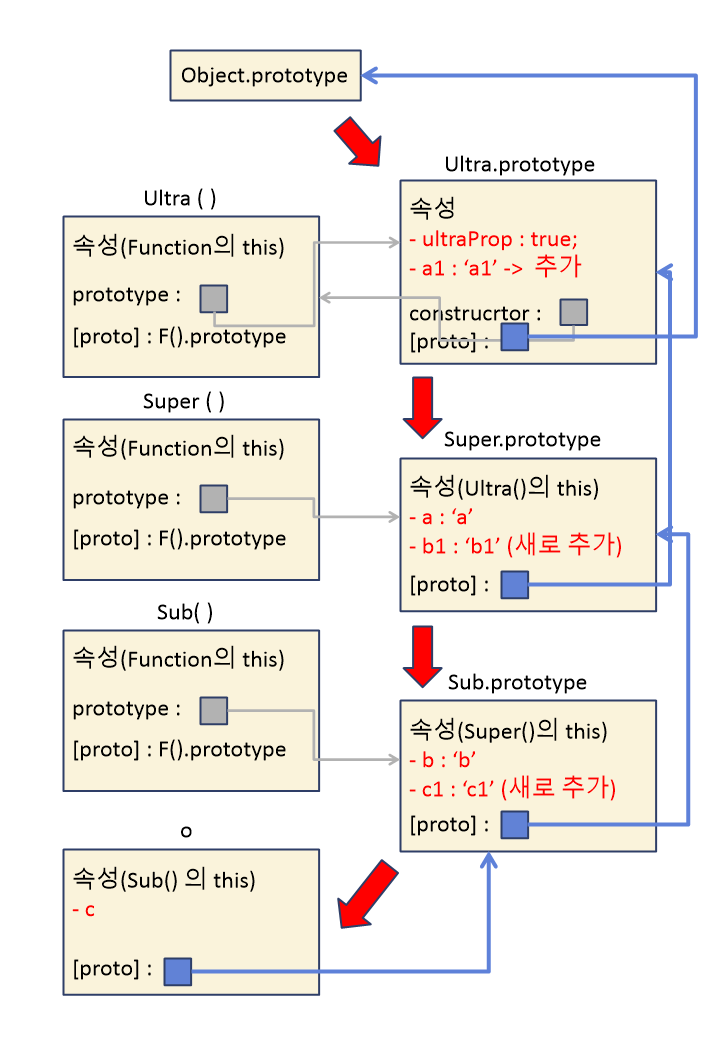 Object.prototype
Ultra.prototype
속성
- ultraProp : true;
- a1 : ‘a1’ -> 추가
construcrtor :
[proto] :
Ultra ( )
속성(Function의 this)
prototype :
[proto] : F().prototype
Super ( )
속성(Function의 this)
prototype :
[proto] : F().prototype
Super.prototype
속성(Ultra()의 this)
- a : ‘a’
- b1 : ‘b1’ (새로 추가)
[proto] :
Sub( )
속성(Function의 this)
prototype :
[proto] : F().prototype
Sub.prototype
속성(Super()의 this)
- b : ‘b’
- c1 : ‘c1’ (새로 추가)
[proto] :
o
속성(Sub() 의 this)
- c
[proto] :